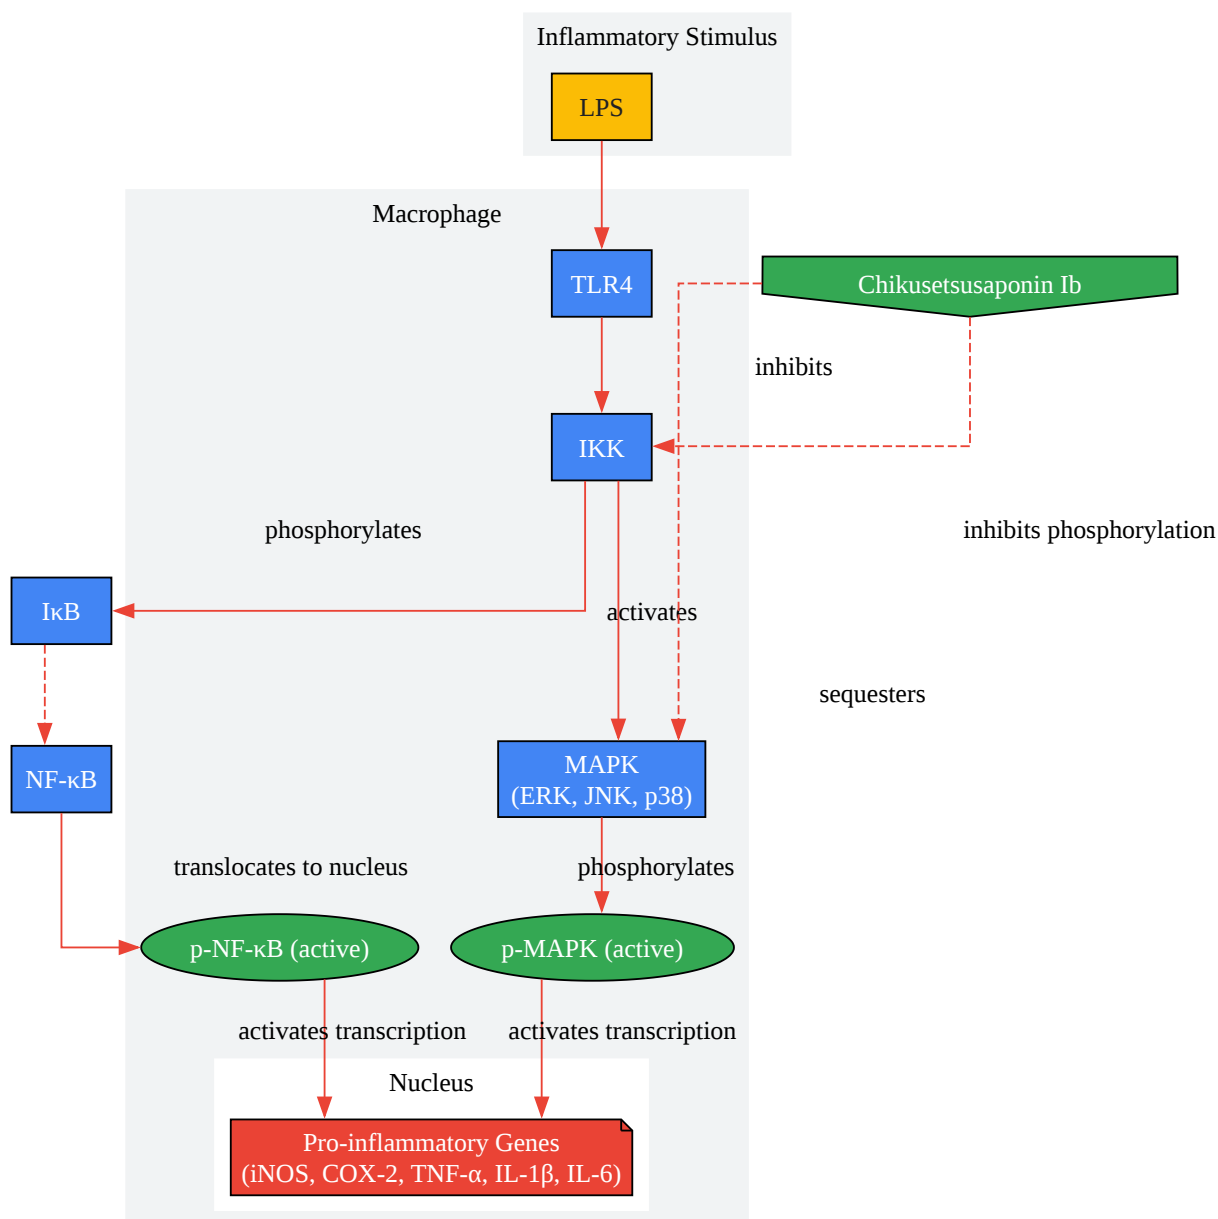 Inflammatory Stimulus
LPS
Macrophage
TLR4
Chikusetsusaponin Ib
inhibits
IKK
phosphorylates
inhibits phosphorylation
IκB
activates
sequesters
NF-κB
MAPK
(ERK, JNK, p38)
translocates to nucleus
phosphorylates
p-NF-κB (active)
p-MAPK (active)
activates transcription
activates transcription
Nucleus
Pro-inflammatory Genes
(iNOS, COX-2, TNF-α, IL-1β, IL-6)